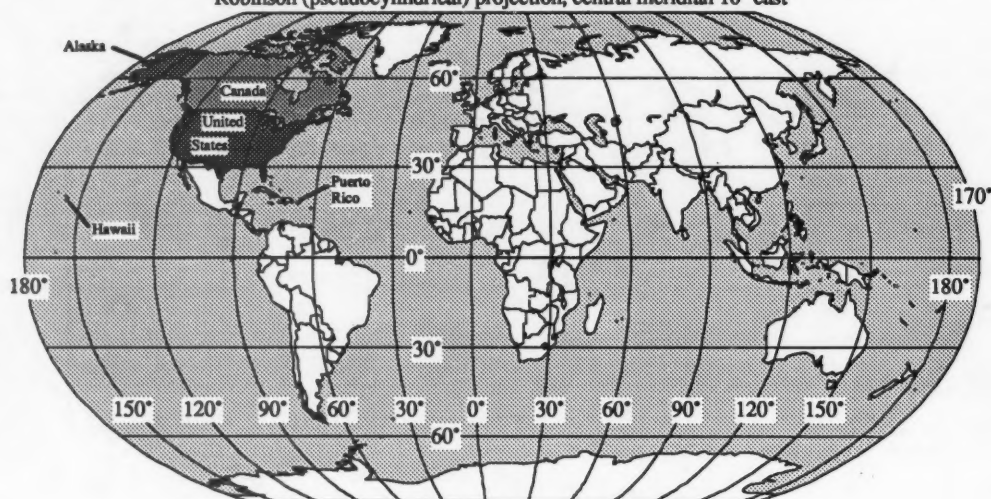 Robinson (pseudocylindrical) projection, central meridian 10° east
Alaska
60°
Canada
United
States
30°
Puerto
Rico
170°
Hawaii
0°
180°
180°
30°
150° 120° 90° 60° 30° 0° 30° 60° 90° 120° 150°
60°